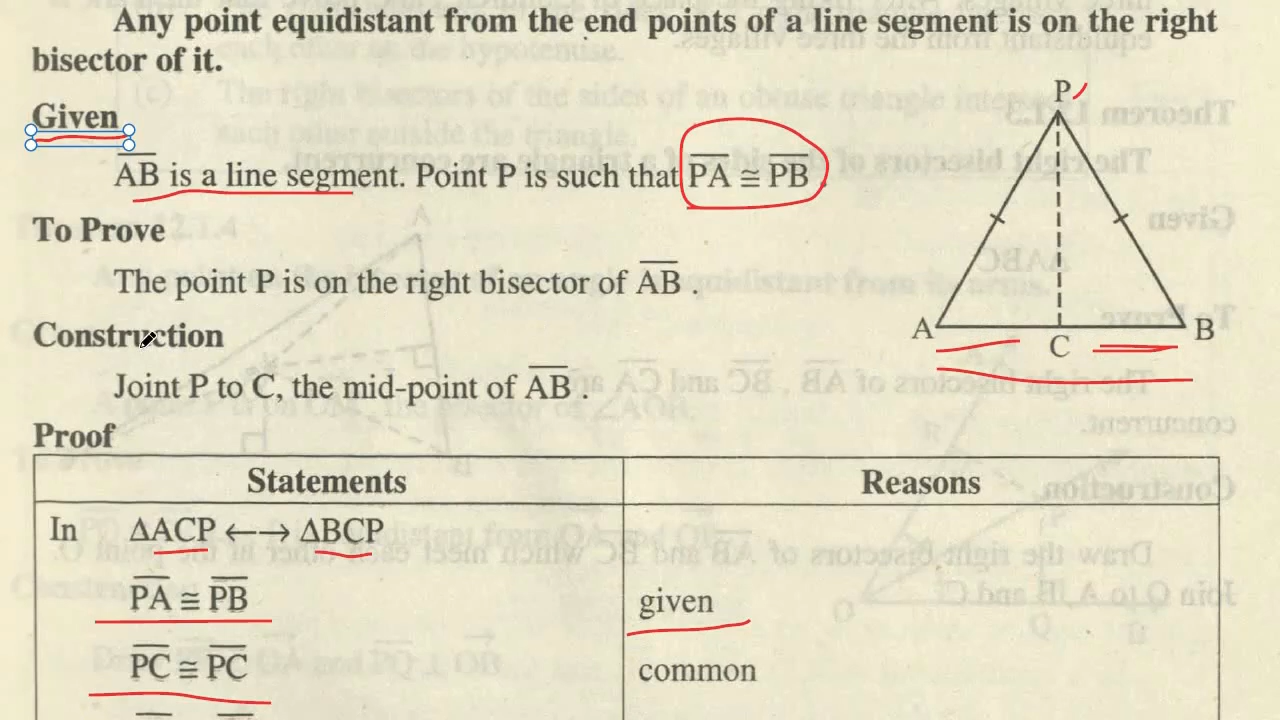 Any point equidistant from the end points of a line segment is on the right
bisector of it.
Given
AB is a line segment. Point P is such that PA ≅ PB .
To Prove
The point P is on the right bisector of AB .
Construction
Joint P to C, the mid-point of AB .
Proof
P
A
C
B
Statements
Reasons
In ΔACP ←→ ΔBCP
PA ≅ PB
given
PC ≅ PC
common